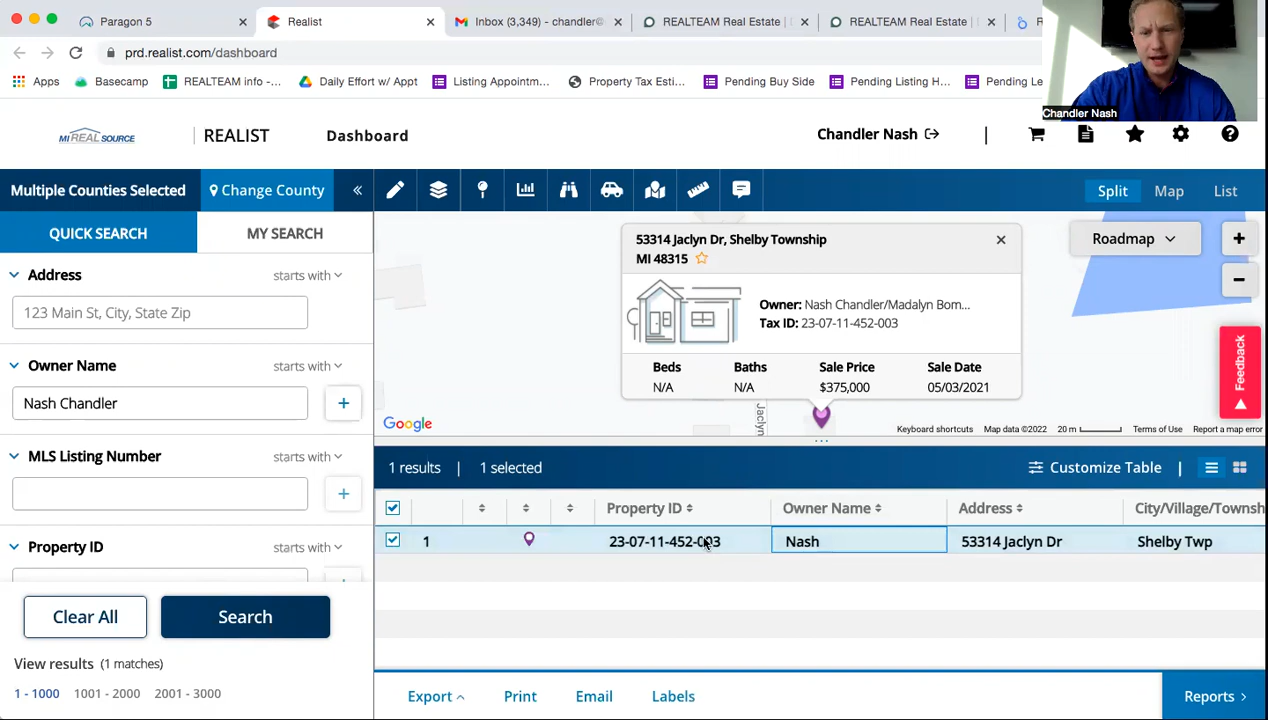 Paragon 5
Realist
Inbox (3,349) - chandler@
REALTEAM Real Estate |
REALTEAM Real Estate |
prd.realist.com/dashboard
Apps
Basecamp
REALTEAM info -...
Daily Effort w/ Appt
Listing Appointm...
Property Tax Esti...
Pending Buy Side
Pending Listing H...
Pending Le
Chandler Nash
MI REAL SOURCE
REALIST
Dashboard
Chandler Nash
Multiple Counties Selected
Change County
Split
Map
List
QUICK SEARCH
MY SEARCH
Address
starts with
123 Main St, City, State Zip
Owner Name
starts with
Nash Chandler
MLS Listing Number
starts with
Property ID
starts with
Clear All
Search
View results (1 matches)
1 - 1000
1001 - 2000
2001 - 3000
Roadmap
53314 Jaclyn Dr, Shelby Township
MI 48315
Owner: Nash Chandler/Madalyn Bom...
Tax ID: 23-07-11-452-003
Beds
Baths
Sale Price
Sale Date
N/A
N/A
$375,000
05/03/2021
Feedback
Jaclyn
Google
Keyboard shortcuts
Map data ©2022
20 m
Terms of Use
Report a map error
1 results
1 selected
Customize Table
Property ID
Owner Name
Address
City/Village/Townsh
1
23-07-11-452-003
Nash
53314 Jaclyn Dr
Shelby Twp
Export
Print
Email
Labels
Reports